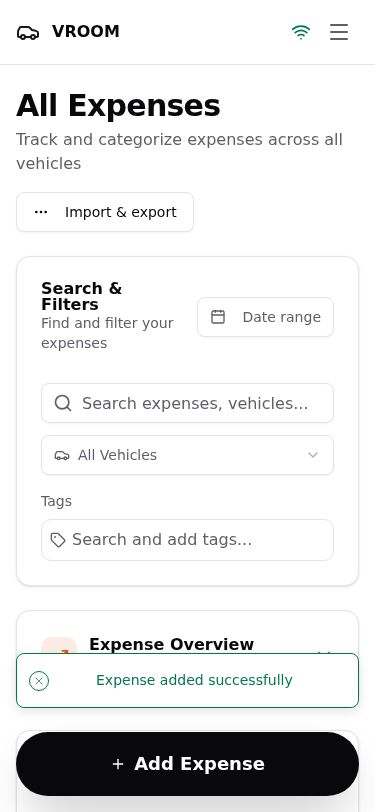 VROOM
All Expenses
Track and categorize expenses across all
vehicles
Import & export
Search &
Filters
Find and filter your
expenses
Date range
Search expenses, vehicles...
All Vehicles
Tags
Search and add tags...
Expense Overview
Expense added successfully
Add Expense